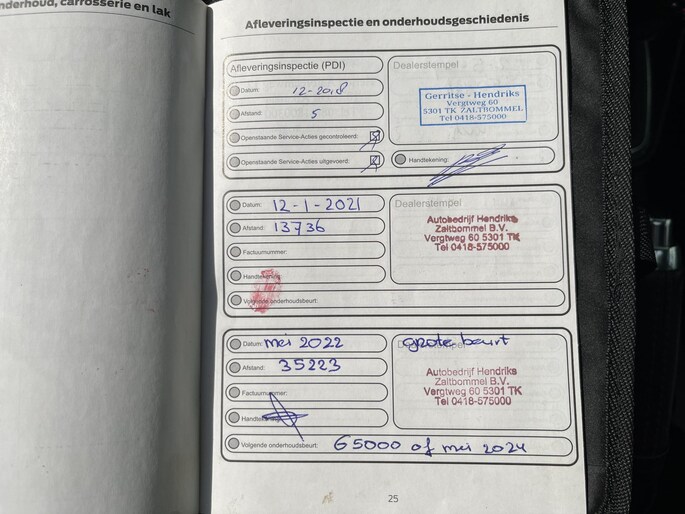 nderhoud, carrosserie en lak
Afleveringsinspectie en onderhoudsgeschiedenis
Afleveringsinspectie (PDI)
Datum: 12-2018
Afstand: 5
Openstaande Service-Acties gecontroleerd:
Openstaande Service-Acties uitgevoerd:
Dealerstempel
Gerritse - Hendriks
Vergtweg 60
5301 TK ZALTBOMMEL
Tel 0418-575000
Handtekening:
Datum: 12-1-2021
Afstand: 13736
Factuurnummer:
Handtekening
Volgende onderhoudsbeurt:
Dealerstempel
Autobedrijf Hendriks
Zaltbommel B.V.
Vergtweg 60 5301 TK
Tel 0418-575000
Datum: mei 2022
Afstand: 35223
Factuurnummer:
Handtekening
Volgende onderhoudsbeurt: 65000 of mei 2024
Dealerstempel
grote beurt
Autobedrijf Hendriks
Zaltbommel B.V.
Vergtweg 60 5301 TK
Tel 0418-575000
25